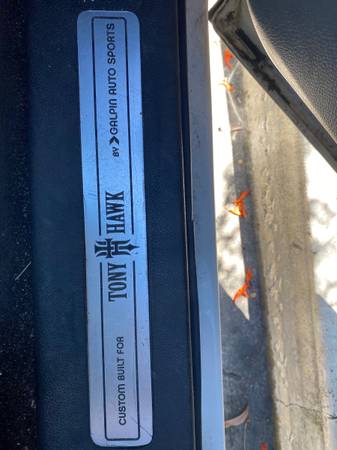 CUSTOM BUILT FOR
TONY HAWK
BY GALPIN AUTO SPORTS